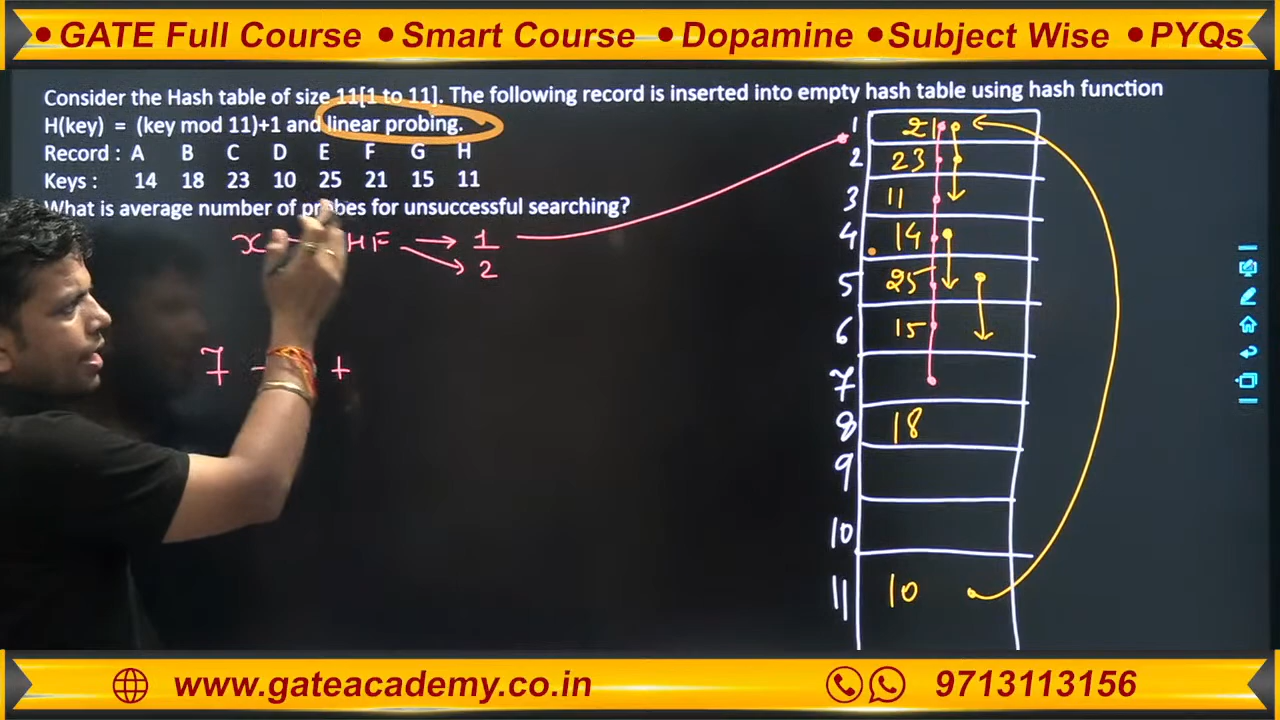 • GATE Full Course • Smart Course • Dopamine • Subject Wise • PYQs
Consider the Hash table of size 11[1 to 11]. The following record is inserted into empty hash table using hash function
H(key) = (key mod 11)+1 and linear probing.
Record : A B C D E F G H
Keys : 14 18 23 10 25 21 15 11
What is average number of probes for unsuccessful searching?
x HF → 1
2
7 +
1 21
2 23
3 11
4 14
5 25
6 15
7
8 18
9
10
11 10
www.gateacademy.co.in 9713113156